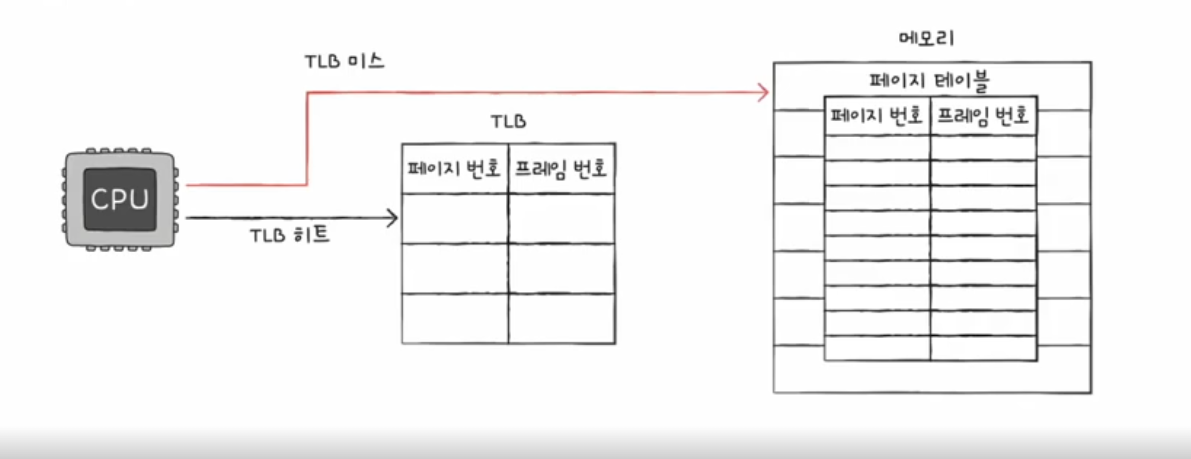 메모리
TLB 미스
페이지 테이블
페이지 번호 프레임 번호
TLB
페이지 번호 프레임 번호
CPU
TLB 히트